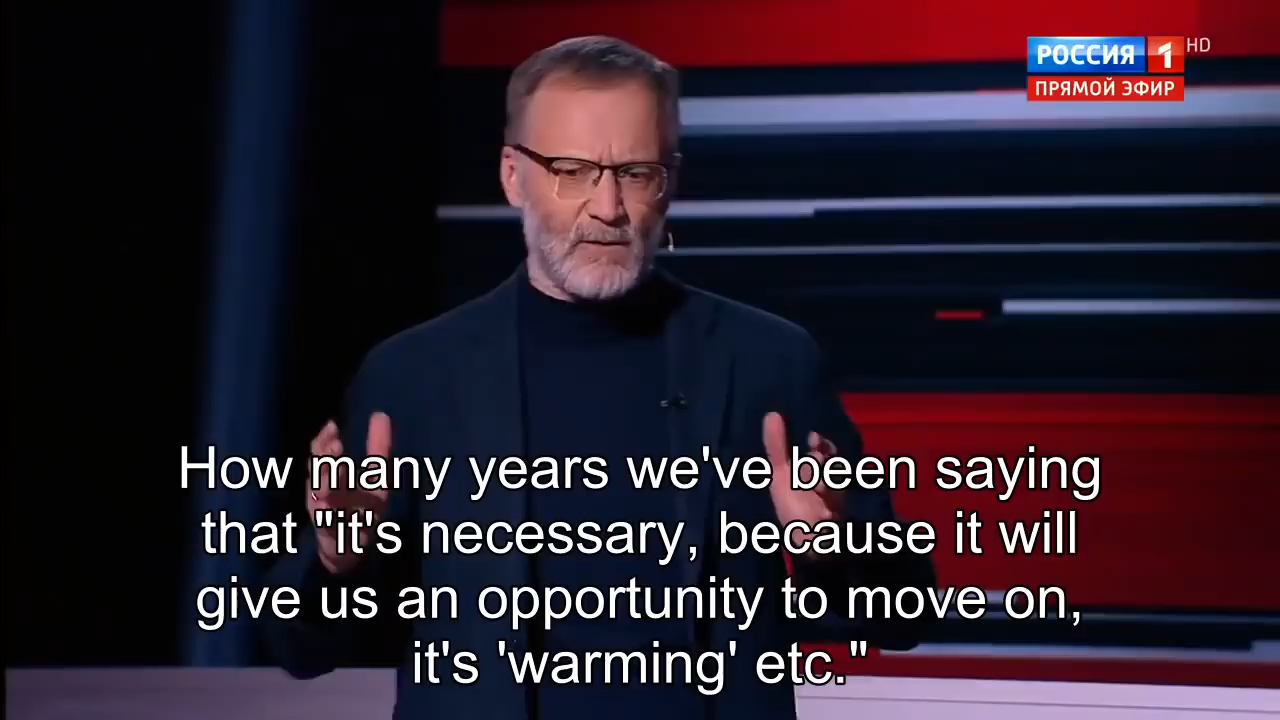 РОССИЯ 1 HD
ПРЯМОЙ ЭФИР
How many years we've been saying
that "it's necessary, because it will
give us an opportunity to move on,
it's 'warming' etc."